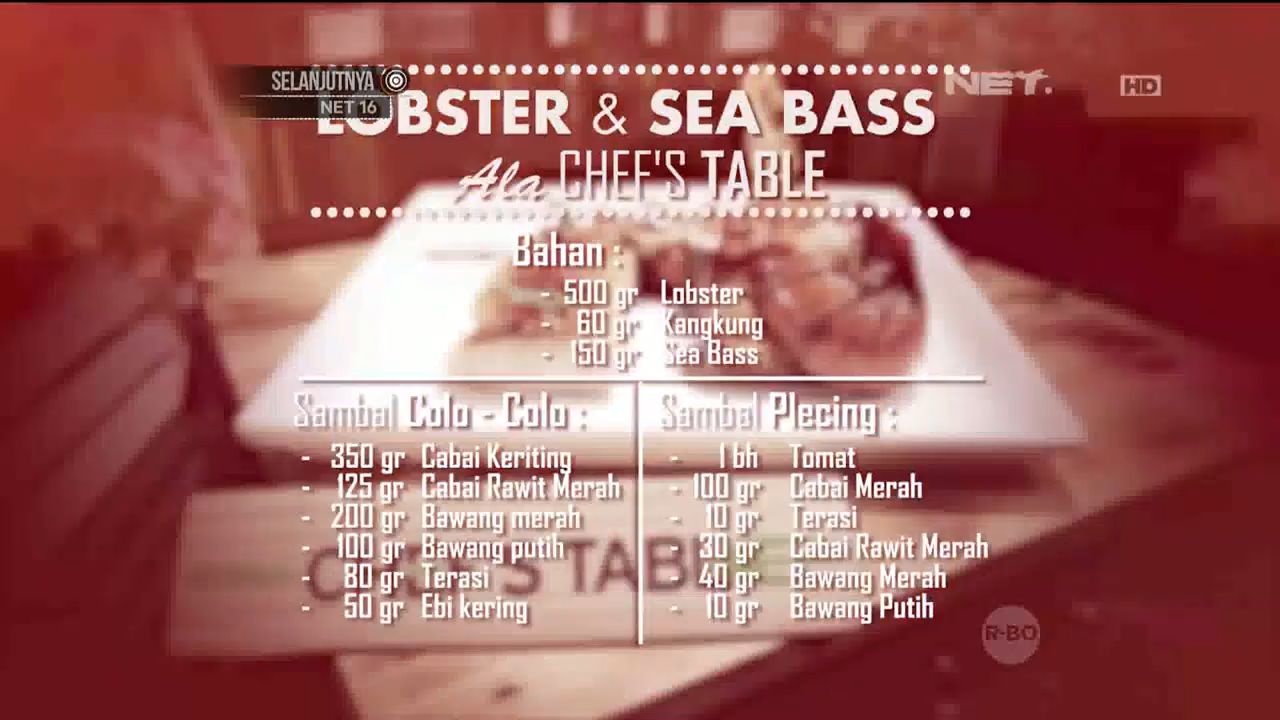 SELANJUTNYA
NET 16
NET.
HD
LOBSTER & SEA BASS
Ala CHEF'S TABLE
Bahan :
- 500 gr Lobster
- 60 gr Kangkung
- 150 gr Sea Bass
Sambal Colo - Colo :
- 350 gr Cabai Keriting
- 125 gr Cabai Rawit Merah
- 200 gr Bawang merah
- 100 gr Bawang putih
- 80 gr Terasi
- 50 gr Ebi kering
Sambal Plecing :
- 1 bh Tomat
- 100 gr Cabai Merah
- 10 gr Terasi
- 30 gr Cabai Rawit Merah
- 40 gr Bawang Merah
- 10 gr Bawang Putih
CHEF'S TABLE
R-BO